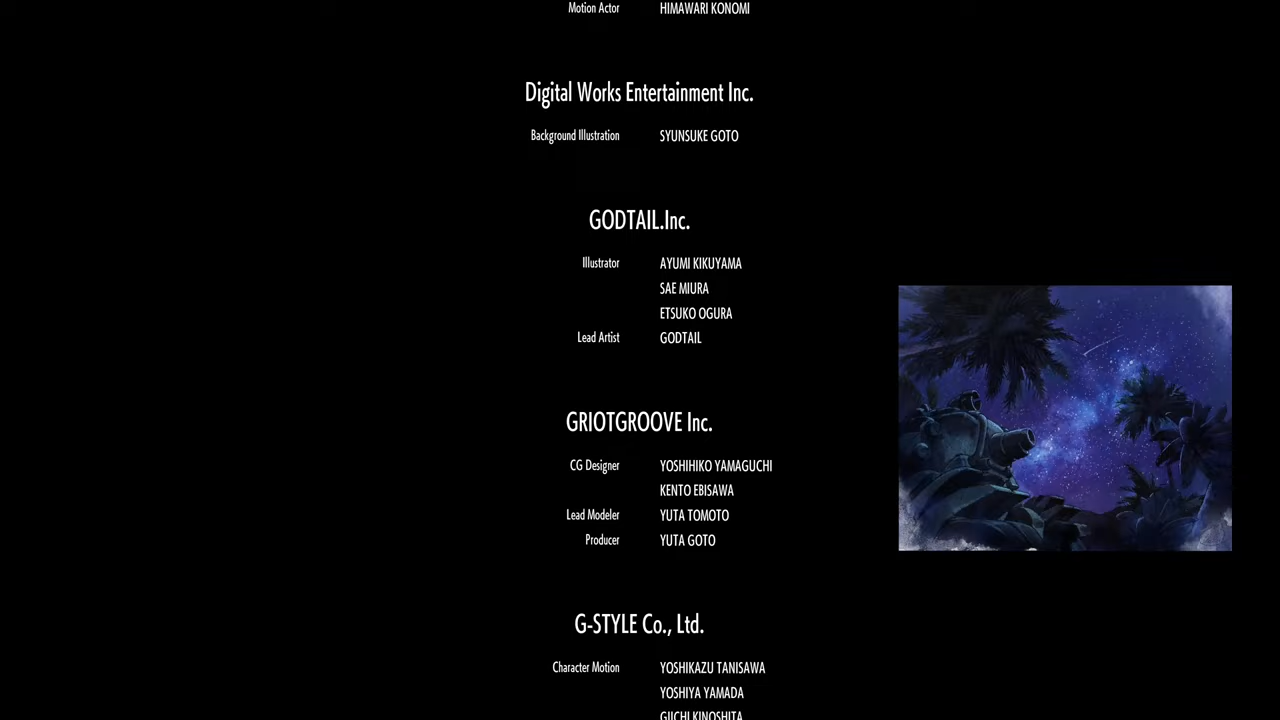 Motion Actor HIMAWARI KONOMI
Digital Works Entertainment Inc.
Background Illustration SYUNSUKE GOTO
GODTAIL.Inc.
Illustrator AYUMI KIKUYAMA
SAE MIURA
ETSUKO OGURA
Lead Artist GODTAIL
GRIOTGROOVE Inc.
CG Designer YOSHIHIKO YAMAGUCHI
KENTO EBISAWA
Lead Modeler YUTA TOMOTO
Producer YUTA GOTO
G-STYLE Co., Ltd.
Character Motion YOSHIKAZU TANISAWA
YOSHIYA YAMADA
GIICHI KINOSHITA